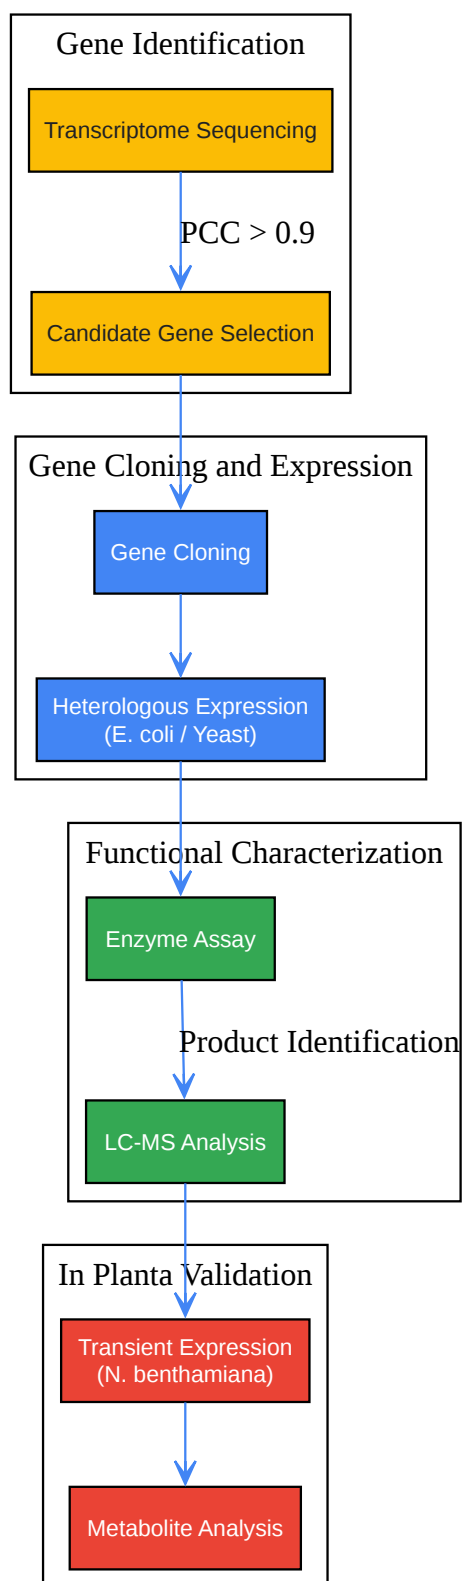 Gene Identification
Transcriptome Sequencing
PCC > 0.9
Candidate Gene Selection
Gene Cloning and Expression
Gene Cloning
Heterologous Expression
(E. coli / Yeast)
Functional Characterization
Enzyme Assay
Product Identification
LC-MS Analysis
In Planta Validation
Transient Expression
(N. benthamiana)
Metabolite Analysis